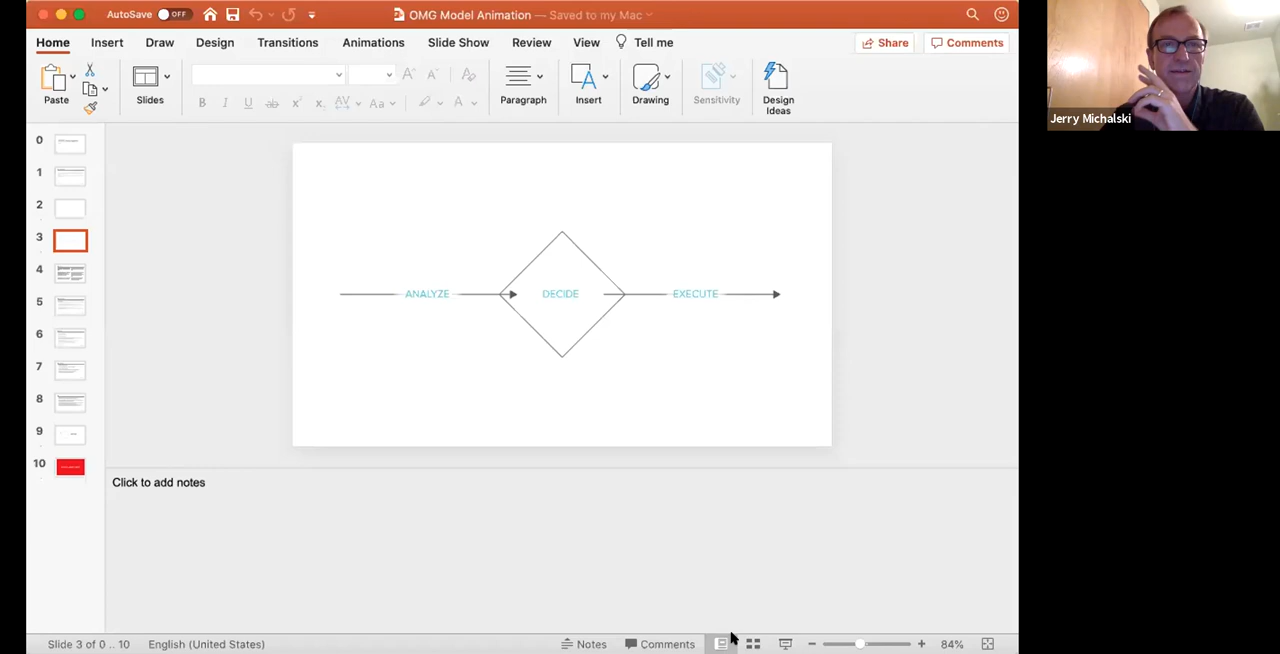 AutoSave OFF OMG Model Animation — Saved to my Mac
Home Insert Draw Design Transitions Animations Slide Show Review View Tell me Share Comments
Paste Slides B I U ab x x AV Aa A Paragraph Insert Drawing Sensitivity Design
Ideas
0
1
2
3
4
5
6
7
8
9
10
ANALYZE DECIDE EXECUTE
Click to add notes
Slide 3 of 0 .. 10 English (United States) Notes Comments 84%
Jerry Michalski